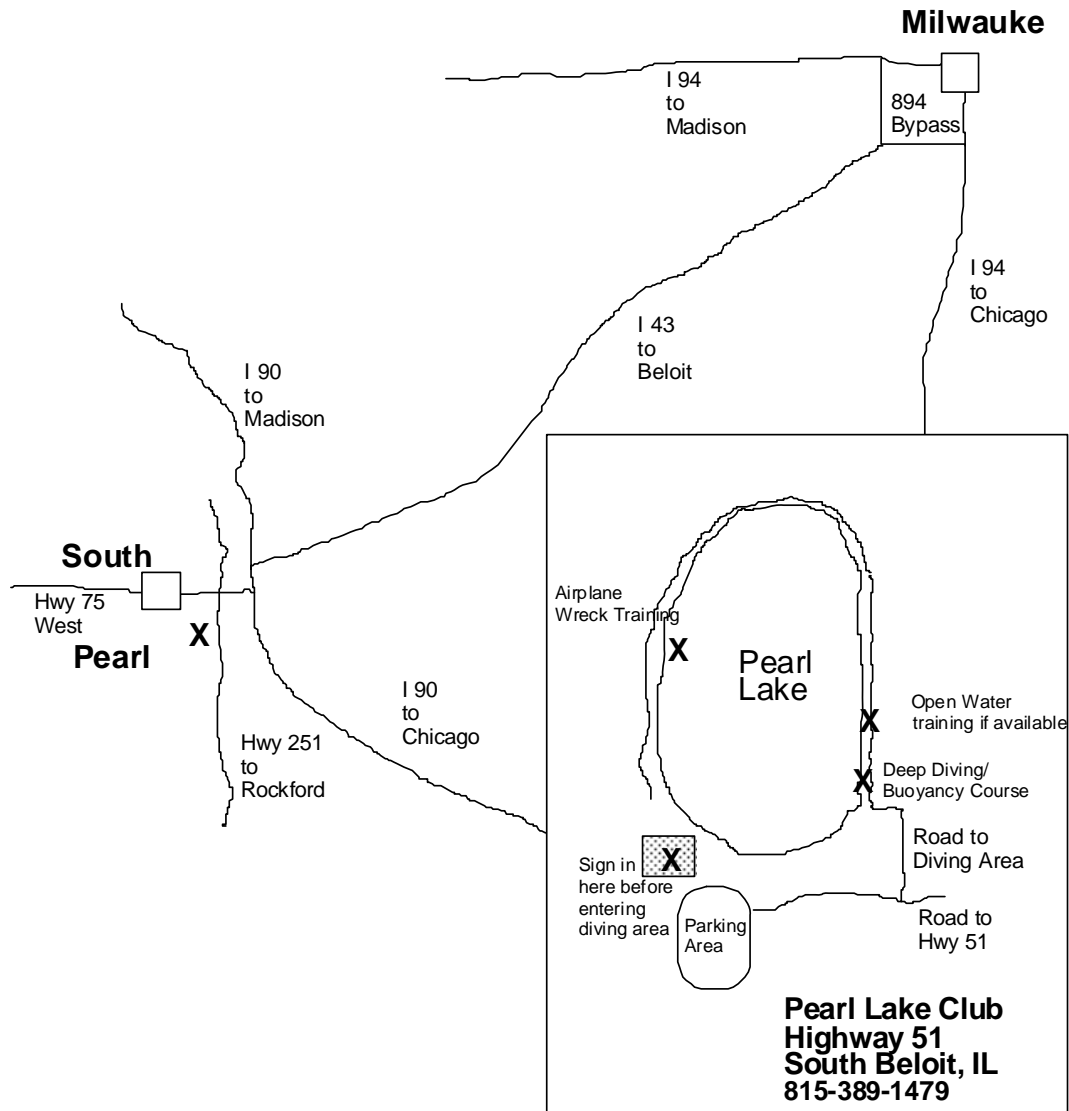 Milwauke
I 94
to
Madison
894
Bypass
I 94
to
Chicago
I 43
to
Beloit
I 90
to
Madison
South
Hwy 75
West
X
Pearl
I 90
to
Chicago
Hwy 251
to
Rockford
Airplane
Wreck Training
X
Pearl
Lake
X
Open Water
training if available
X
Deep Diving/
Buoyancy Course
Road to
Diving Area
X
Sign in
here before
entering
diving area
Parking
Area
Road to
Hwy 51
Pearl Lake Club
Highway 51
South Beloit, IL
815-389-1479